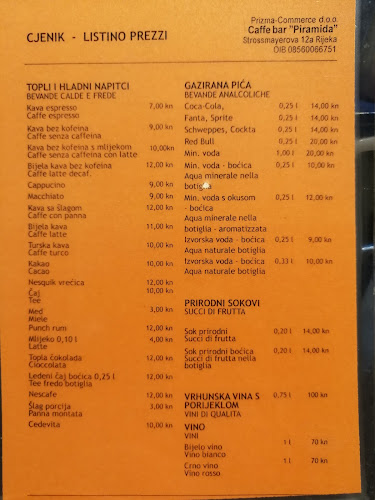 Prizma-Commerce d.o.o.
Caffe bar "Piramida"
Strossmayerova 12a Rijeka
OIB 08560066751
CJENIK - LISTINO PREZZI
TOPLI I HLADNI NAPITCI
BEVANDE CALDE E FREDE
Kava espresso 7,00 kn
Caffe espresso
Kava bez kofeina 9,00 kn
Caffe senza caffeina
Kava bez kofeina s mlijekom 10,00kn
Caffe senza caffeina con latte
Bijela kava bez kofeina 12,00 kn
Caffe latte decaf.
Cappucino 9,00 kn
Macchiato 9,00 kn
Kava sa šlagom 12,00 kn
Caffe con panna
Bijela kava 11,00 kn
Caffe latte
Turska kava 10,00 kn
Caffe turco
Kakao 10,00 kn
Cacao
Nesquik vrećica 12,00 kn
Čaj 10,00 kn
Tee
Med 3,00 kn
Miele
Punch rum 12,00 kn
Mlijeko 0,10 l 4,00 kn
Latte
Topla čokolada 12,00 kn
Cioccolata
Ledeni čaj bočica 0,25 l 12,00 kn
Tee fredo botiglia
Nescafe 12,00 kn
Šlag porcija 3,00 kn
Panna montata
Cedevita 10,00 kn
GAZIRANA PIĆA
BEVANDE ANALCOLICHE
Coca-Cola, 0,25 l 14,00 kn
Fanta, Sprite 0,25 l 14,00 kn
Schweppes, Cockta 0,25 l 14,00 kn
Red Bull 0,25 l 20,00 kn
Min. voda 1,00 l 20,00 kn
Min. voda - bočica 0,25 l 10,00 kn
Aqua minerale nella
botiglia
Min. voda s okusom 0,25 l 12,00 kn
- bočica
Aqua minerale nella
botiglia - aromatizzata
Izvorska voda - bočica 0,25 l 9,00 kn
Aqua naturale botiglia
Izvorska voda - bočica 0,33 l 10,00 kn
Aqua naturale botiglia
PRIRODNI SOKOVI
SUCCI DI FRUTTA
Sok prirodni 0,20 l 14,00 kn
Succi di frutta
Sok prirodni bočica 0,20 l 14,00 kn
Succi di frutta nella
botiglia
VRHUNSKA VINA S 0,75 l 100 kn
PORIJEKLOM
VINI DI QUALITA
VINO
VINI
Bijelo vino 1 l 70 kn
Vino bianco
Crno vino 1 l 70 kn
Vino rosso